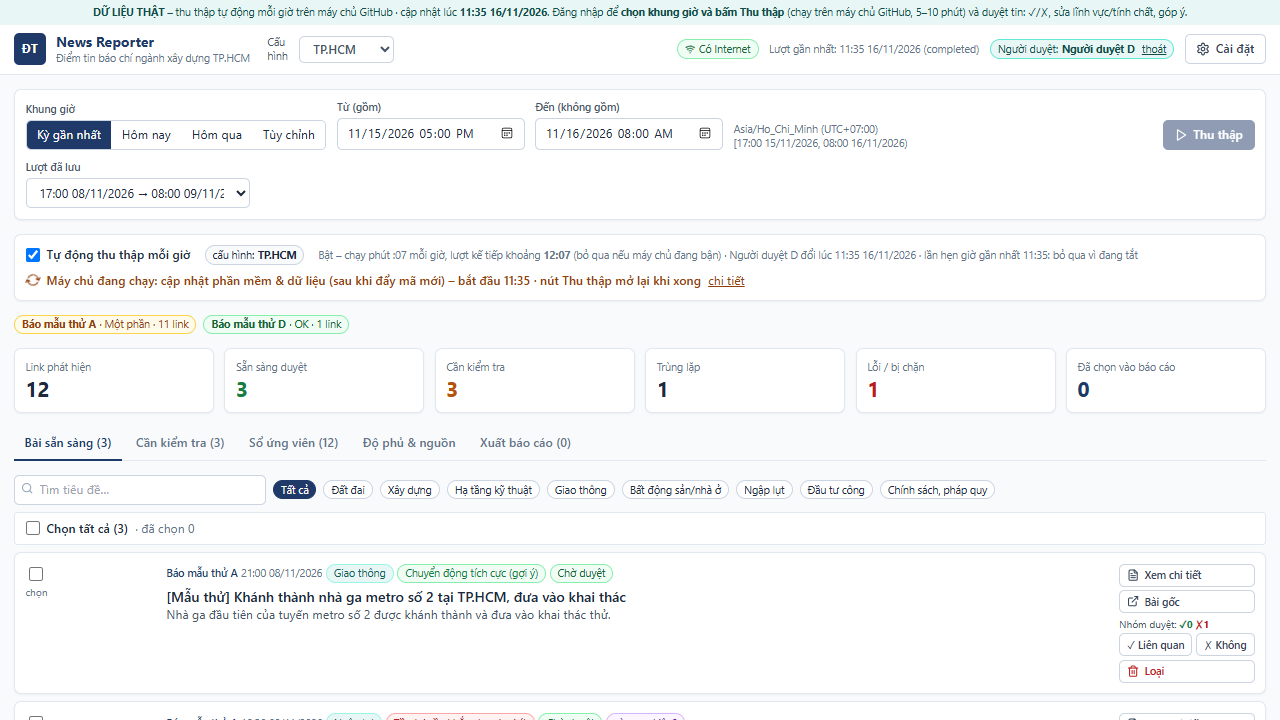 DỮ LIỆU THẬT – thu thập tự động mỗi giờ trên máy chủ GitHub · cập nhật lúc 11:35 16/11/2026. Đăng nhập để chọn khung giờ và bấm Thu thập (chạy trên máy chủ GitHub, 5–10 phút) và duyệt tin: ✓/✗, sửa lĩnh vực/tính chất, góp ý.
ĐT
News Reporter
Điểm tin báo chí ngành xây dựng TP.HCM
Cấu hình
TP.HCM
Có Internet
Lượt gần nhất: 11:35 16/11/2026 (completed)
Người duyệt: Người duyệt D thoát
Cài đặt
Khung giờ
Kỳ gần nhất Hôm nay Hôm qua Tùy chỉnh
Từ (gồm)
11/15/2026 05:00 PM
Đến (không gồm)
11/16/2026 08:00 AM
Asia/Ho_Chi_Minh (UTC+07:00)
[17:00 15/11/2026, 08:00 16/11/2026)
Thu thập
Lượt đã lưu
17:00 08/11/2026 → 08:00 09/11/2
Tự động thu thập mỗi giờ cấu hình: TP.HCM Bật – chạy phút :07 mỗi giờ, lượt kế tiếp khoảng 12:07 (bỏ qua nếu máy chủ đang bận) · Người duyệt D đổi lúc 11:35 16/11/2026 · lần hẹn giờ gần nhất 11:35: bỏ qua vì đang tắt
Máy chủ đang chạy: cập nhật phần mềm & dữ liệu (sau khi đẩy mã mới) – bắt đầu 11:35 · nút Thu thập mở lại khi xong chi tiết
Báo mẫu thử A · Một phần · 11 link Báo mẫu thử D · OK · 1 link
Link phát hiện
12
Sẵn sàng duyệt
3
Cần kiểm tra
3
Trùng lặp
1
Lỗi / bị chặn
1
Đã chọn vào báo cáo
0
Bài sẵn sàng (3) Cần kiểm tra (3) Sổ ứng viên (12) Độ phủ & nguồn Xuất báo cáo (0)
Tìm tiêu đề...
Tất cả Đất đai Xây dựng Hạ tầng kỹ thuật Giao thông Bất động sản/nhà ở Ngập lụt Đầu tư công Chính sách, pháp quy
Chọn tất cả (3) · đã chọn 0
chọn
Báo mẫu thử A 21:00 08/11/2026 Giao thông Chuyển động tích cực (gợi ý) Chờ duyệt
[Mẫu thử] Khánh thành nhà ga metro số 2 tại TP.HCM, đưa vào khai thác
Nhà ga đầu tiên của tuyến metro số 2 được khánh thành và đưa vào khai thác thử.
Xem chi tiết
Bài gốc
Nhóm duyệt: ✓0 ✗1
✓ Liên quan ✗ Không
Loại